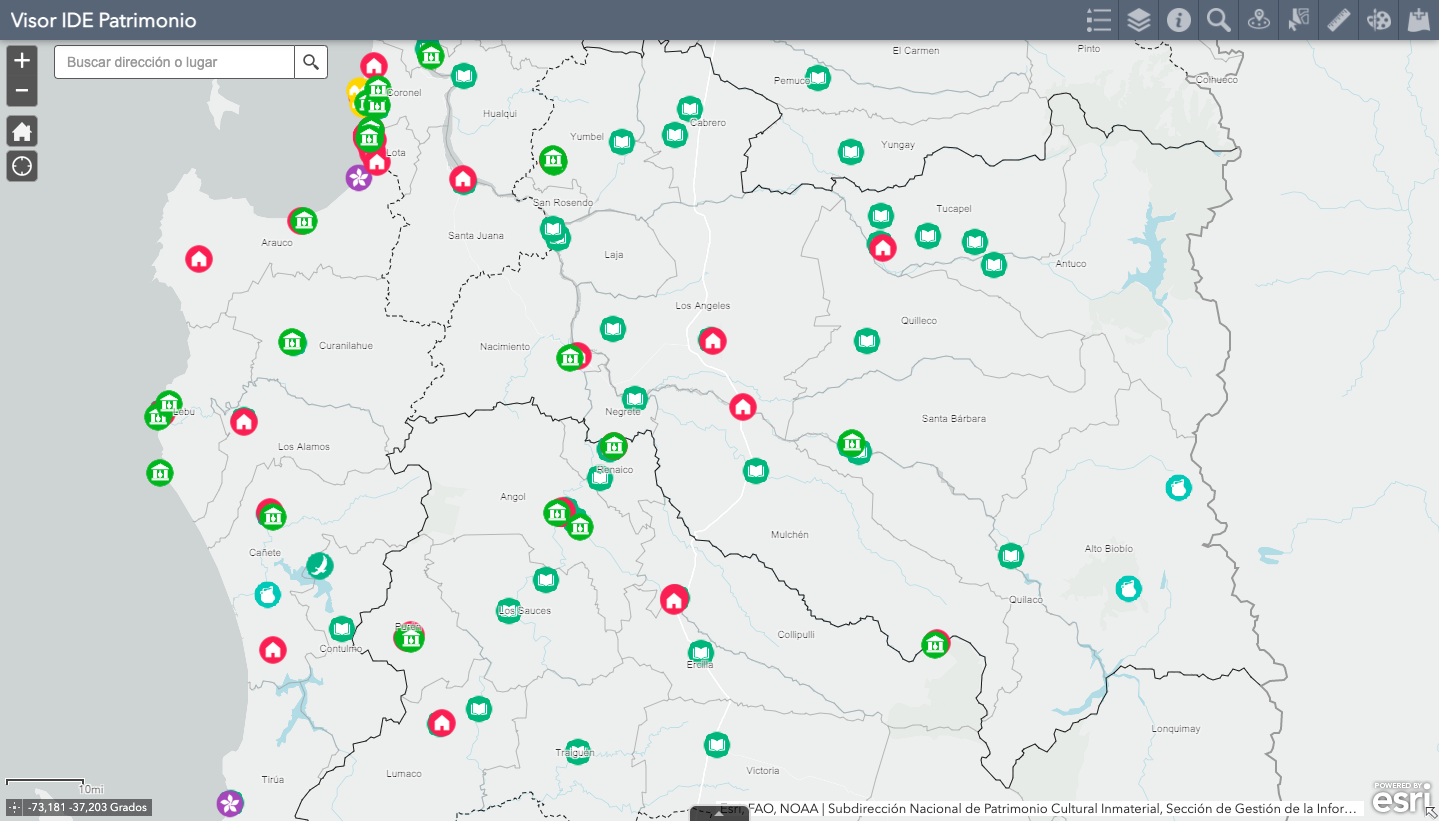 Visor IDE Patrimonio
+
Buscar dirección o lugar
−
El Carmen
Pinto
Coihueco
Pemuco
Coronel
Hualqui
Cabrero
Yumbel
Yungay
Lota
San Rosendo
Tucapel
Santa Juana
Arauco
Laja
Antuco
Los Angeles
Quilleco
Curanilahue
Nacimiento
Lebu
Negrete
Santa Bárbara
Los Alamos
Renaico
Angol
Mulchén
Cañete
Alto Biobío
Quilaco
Los Sauces
Purén
Collipulli
Contulmo
Ercilla
Lonquimay
Traiguén
Victoria
Lumaco
Tirúa
10mi
-73,181 -37,203 Grados
Esri, FAO, NOAA | Subdirección Nacional de Patrimonio Cultural Inmaterial, Sección de Gestión de la Infor…
POWERED BY
esri